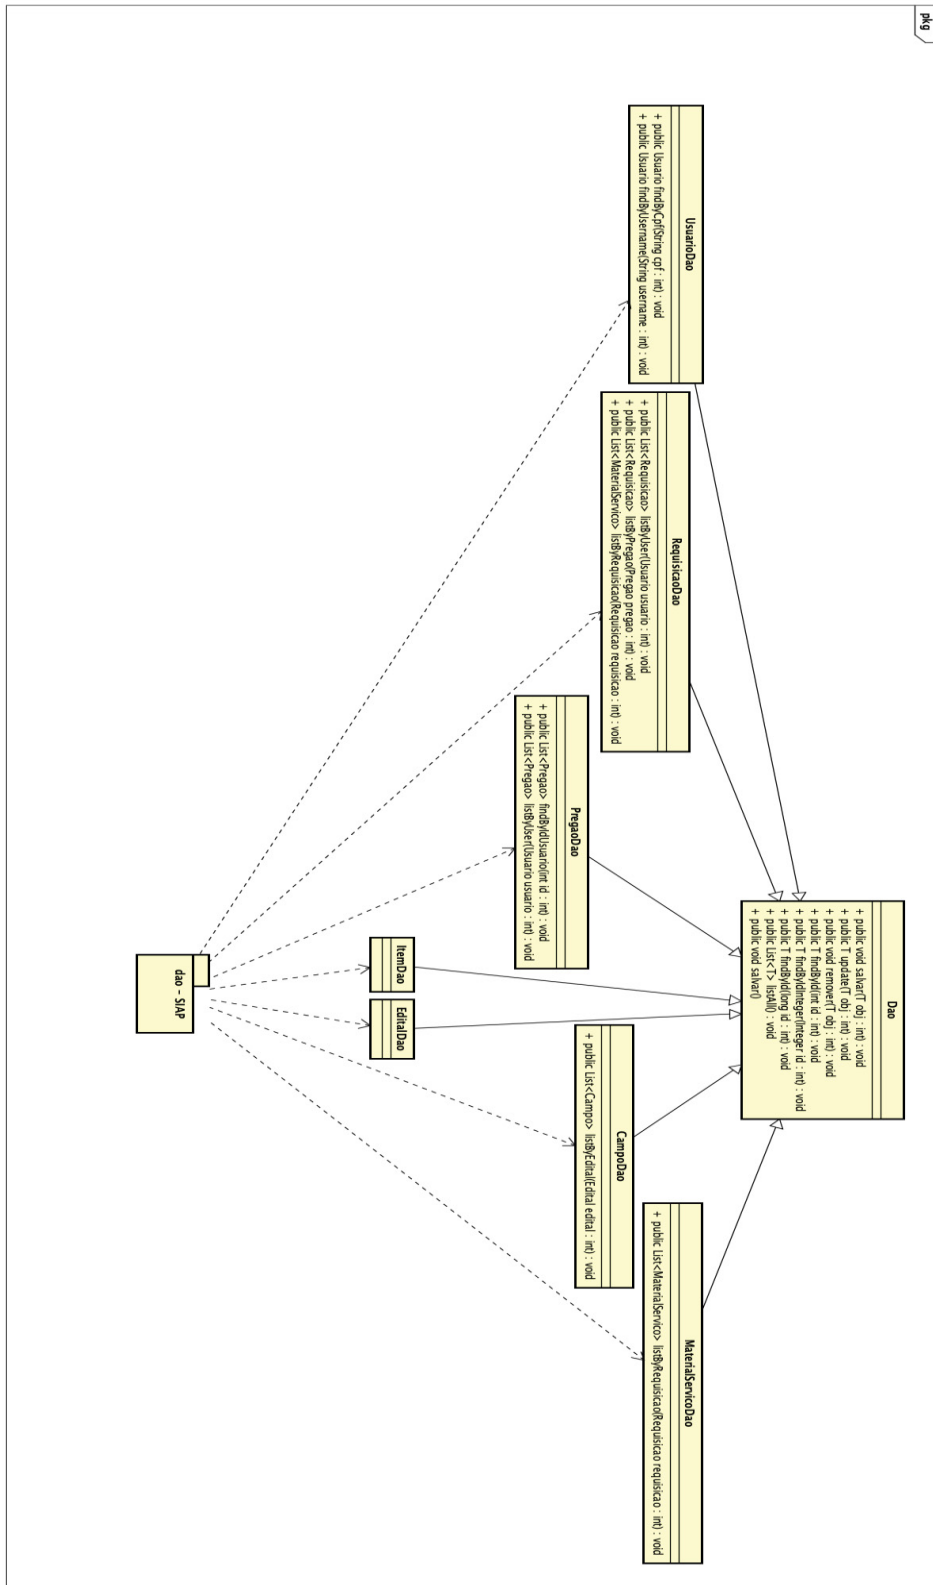 pkg
Dao
+ public void salvar(T obj : int) : void
+ public T update(T obj : int) : void
+ public void remover(T obj : int) : void
+ public T findById(int id : int) : void
+ public T findByIdInteger(Integer id : int) : void
+ public T findById(long id : int) : void
+ public List<T> listAll() : void
+ public void salvar()
UsuarioDao
+ public Usuario findByCpf(String cpf : int) : void
+ public Usuario findByUsername(String username : int) : void
RequisicaoDao
+ public List<Requisicao> listByUser(Usuario usuario : int) : void
+ public List<Requisicao> listByPregao(Pregao pregao : int) : void
+ public List<MaterialServico> listByRequisicao(Requisicao requisicao : int) : void
PregaoDao
+ public List<Pregao> findByIdUsuario(int id : int) : void
+ public List<Pregao> listByUser(Usuario usuario : int) : void
ItemDao
EditalDao
CampoDao
+ public List<Campo> listByEdital(Edital edital : int) : void
MaterialServicoDao
+ public List<MaterialServico> listByRequisicao(Requisicao requisicao : int) : void
dao - SIAP